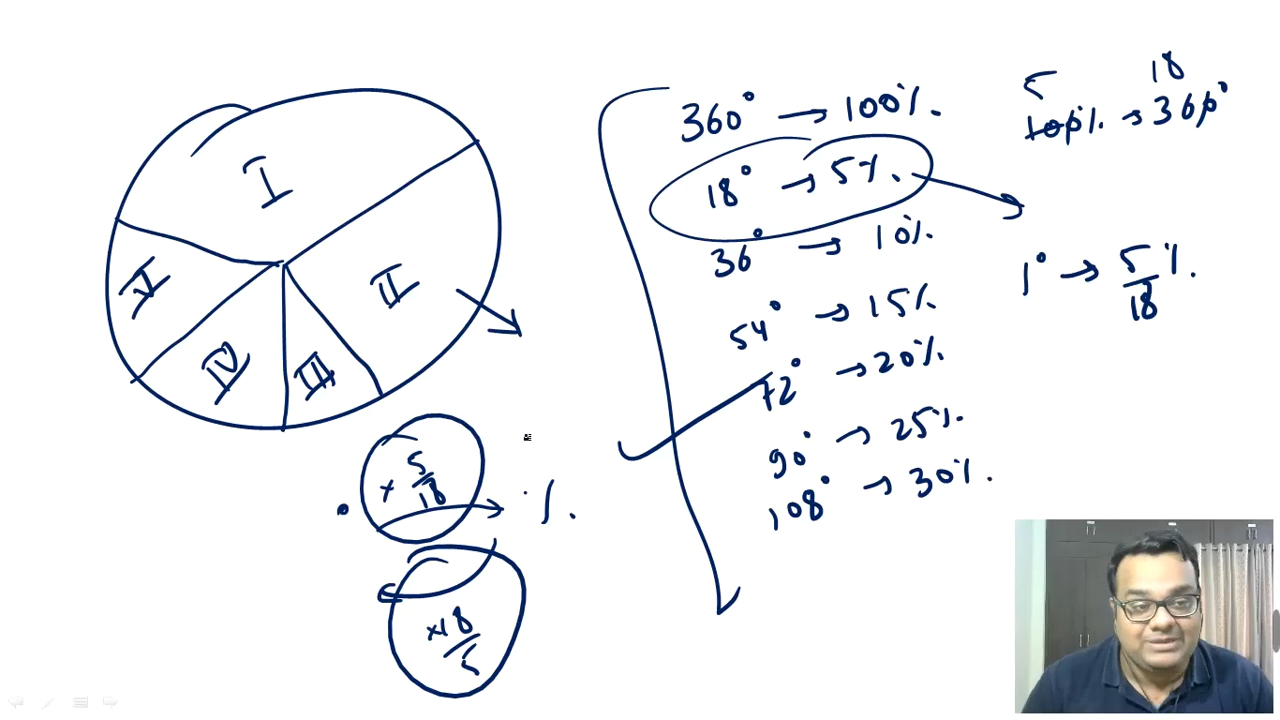 I
II
III
IV
V
× 5/18
° → %.
× 18/5
360° → 100%.
18° → 5%.
36° → 10%.
54° → 15%
72° → 20%.
90° → 25%.
108° → 30%.
5 18
100% → 360°
1° → 5/18 %.